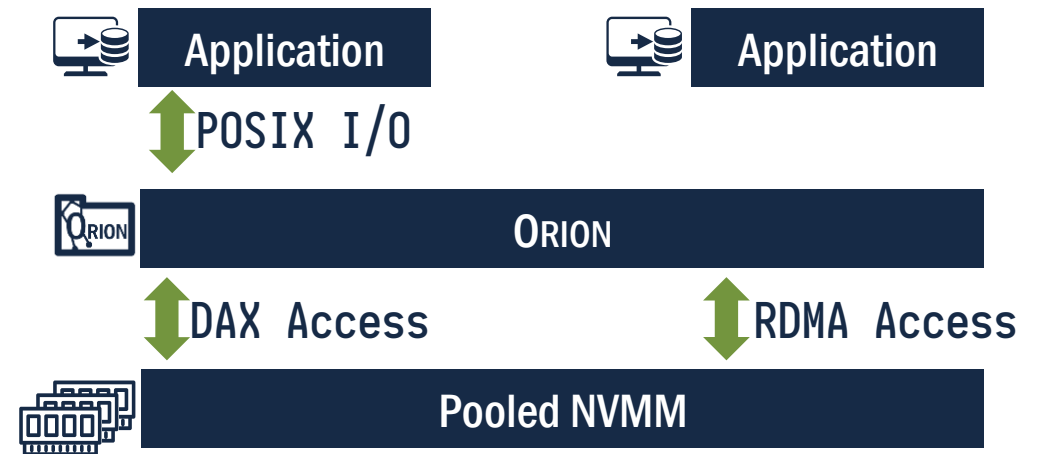 Application Application
POSIX I/O
ORION ORION
DAX Access RDMA Access
Pooled NVMM